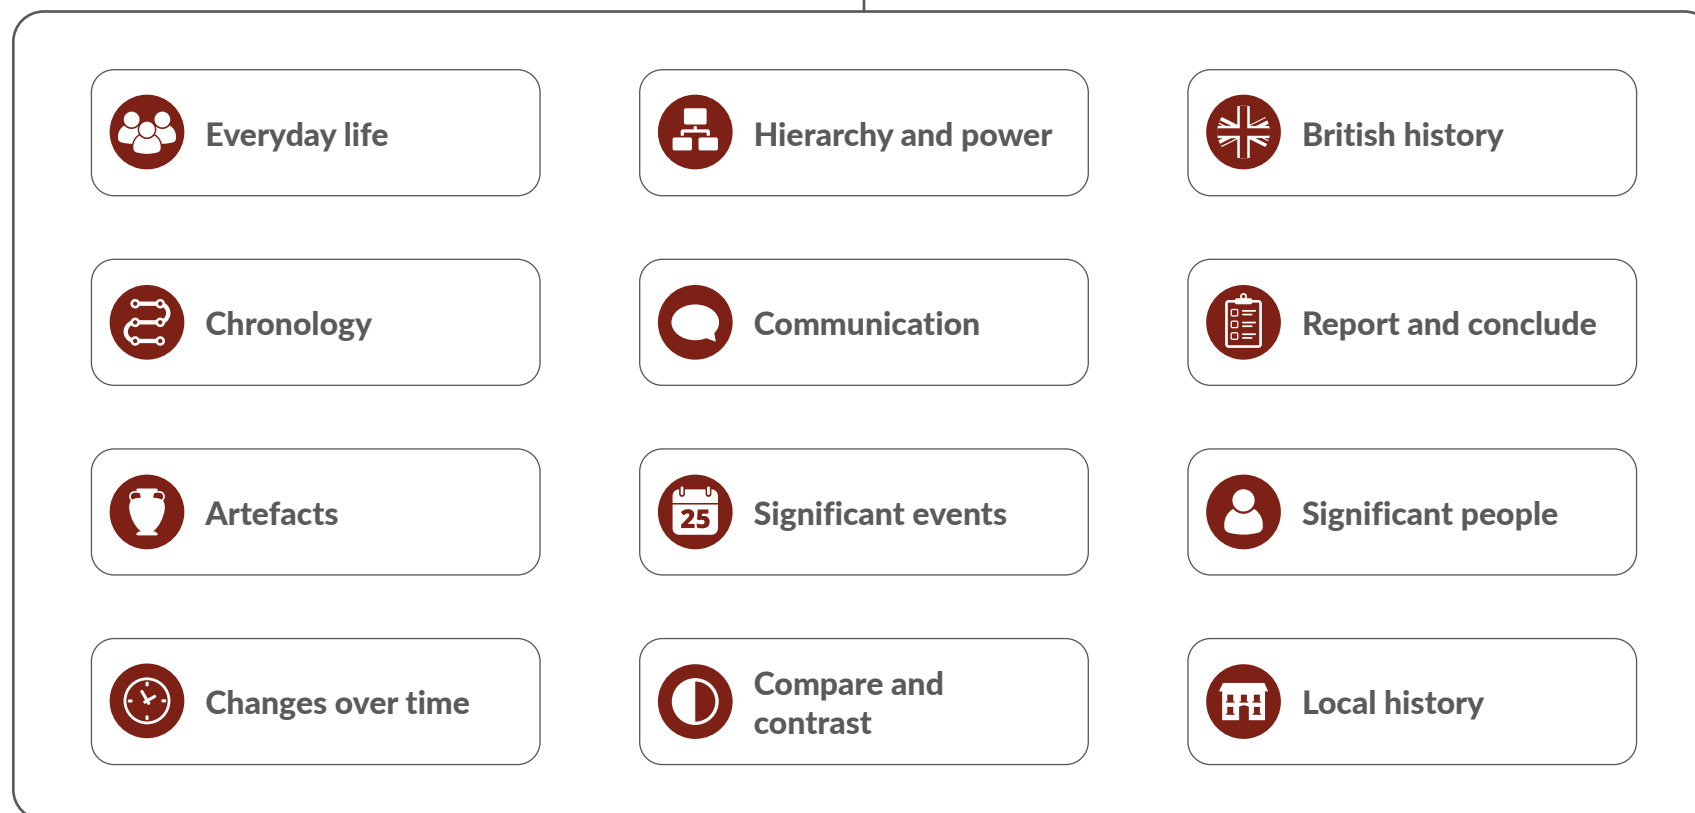 Everyday life
Hierarchy and power
British history
Chronology
Communication
Report and conclude
Artefacts
25
Significant events
Significant people
Changes over time
Compare and
contrast
Local history